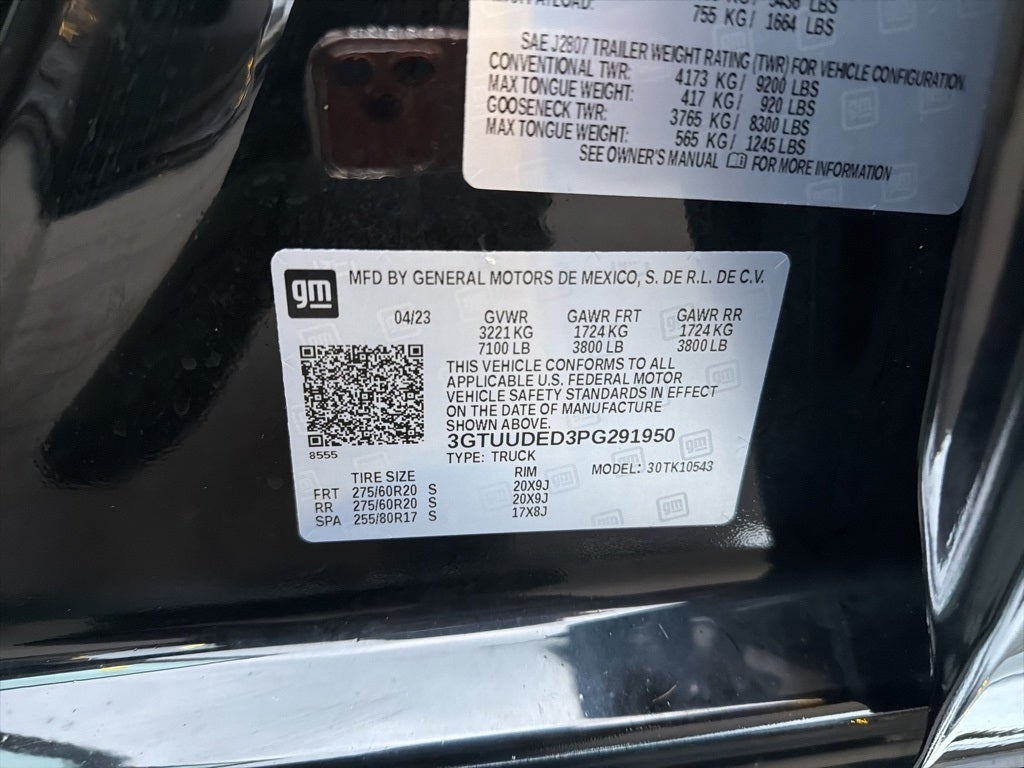 755 KG/ 1664 LBS
SAE J2807 TRAILER WEIGHT RATING (TWR) FOR VEHICLE CONFIGURATION
CONVENTIONAL TWR: 4173 KG/ 9200 LBS
MAX TONGUE WEIGHT: 417 KG/ 920 LBS
GOOSENECK TWR: 3765 KG/ 8300 LBS
MAX TONGUE WEIGHT: 565 KG/ 1245 LBS
SEE OWNER'S MANUAL FOR MORE INFORMATION
gm MFD BY GENERAL MOTORS DE MEXICO, S. DE R.L. DE C.V.
04/23 GVWR GAWR FRT GAWR RR
3221 KG 1724 KG 1724 KG
7100 LB 3800 LB 3800 LB
THIS VEHICLE CONFORMS TO ALL
APPLICABLE U.S. FEDERAL MOTOR
VEHICLE SAFETY STANDARDS IN EFFECT
ON THE DATE OF MANUFACTURE
SHOWN ABOVE.
3GTUUDED3PG291950
8555 TYPE: TRUCK MODEL: 30TK10543
TIRE SIZE RIM
FRT 275/60R20 S 20X9J
RR 275/60R20 S 20X9J
SPA 255/80R17 S 17X8J